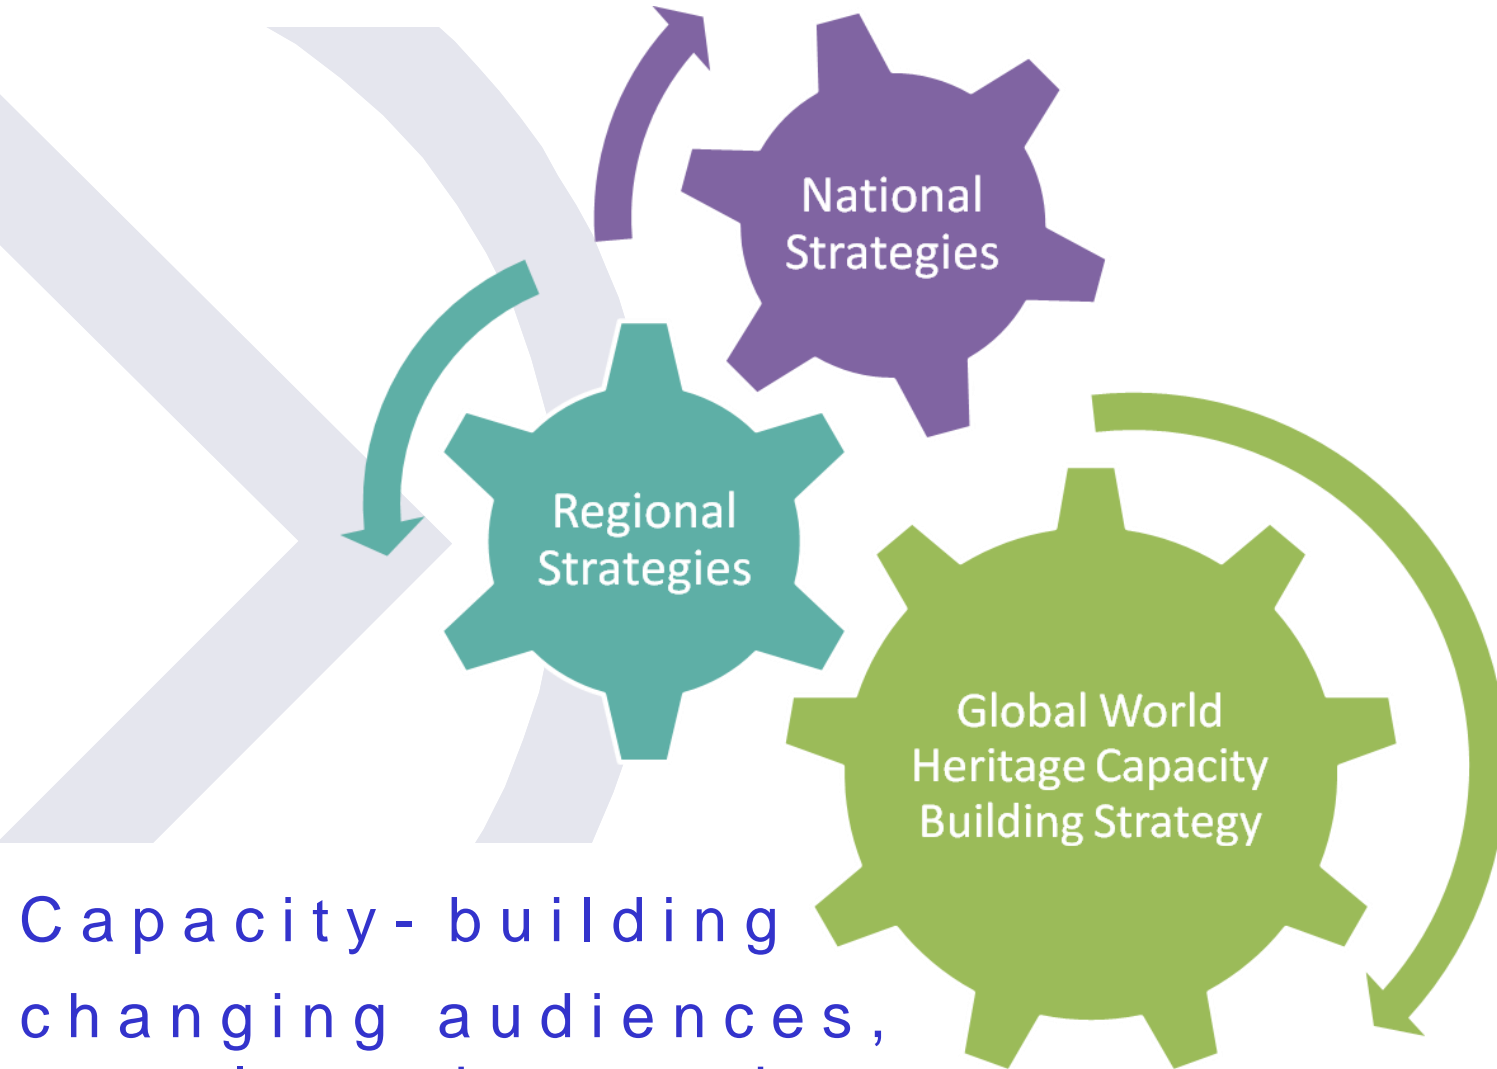 National
Strategies
Regional
Strategies
Global World
Heritage Capacity
Building Strategy
Capacity- building
changing audiences,